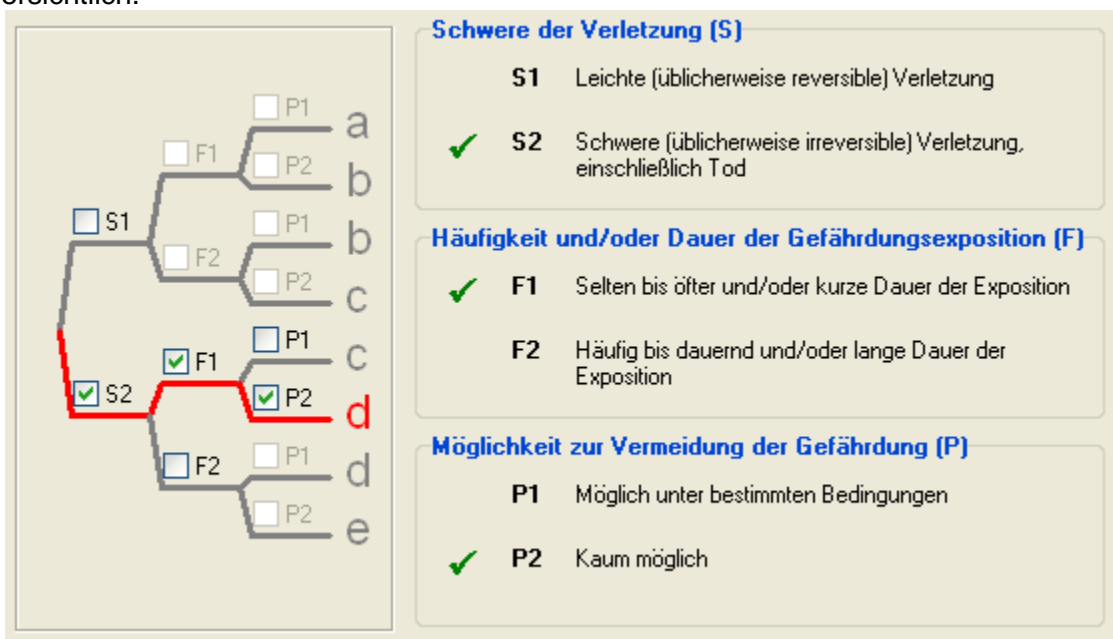 ersichtlich.
P1
a
F1
P2
b
S1
P1
b
F2
P2
c
P1
c
F1
S2
P2
d
F2
P1
d
P2
e
Schwere der Verletzung (S)
S1 Leichte (üblicherweise reversible) Verletzung
S2 Schwere (üblicherweise irreversible) Verletzung,
einschließlich Tod
Häufigkeit und/oder Dauer der Gefährdungsexposition (F)
F1 Selten bis öfter und/oder kurze Dauer der Exposition
F2 Häufig bis dauernd und/oder lange Dauer der
Exposition
Möglichkeit zur Vermeidung der Gefährdung (P)
P1 Möglich unter bestimmten Bedingungen
P2 Kaum möglich